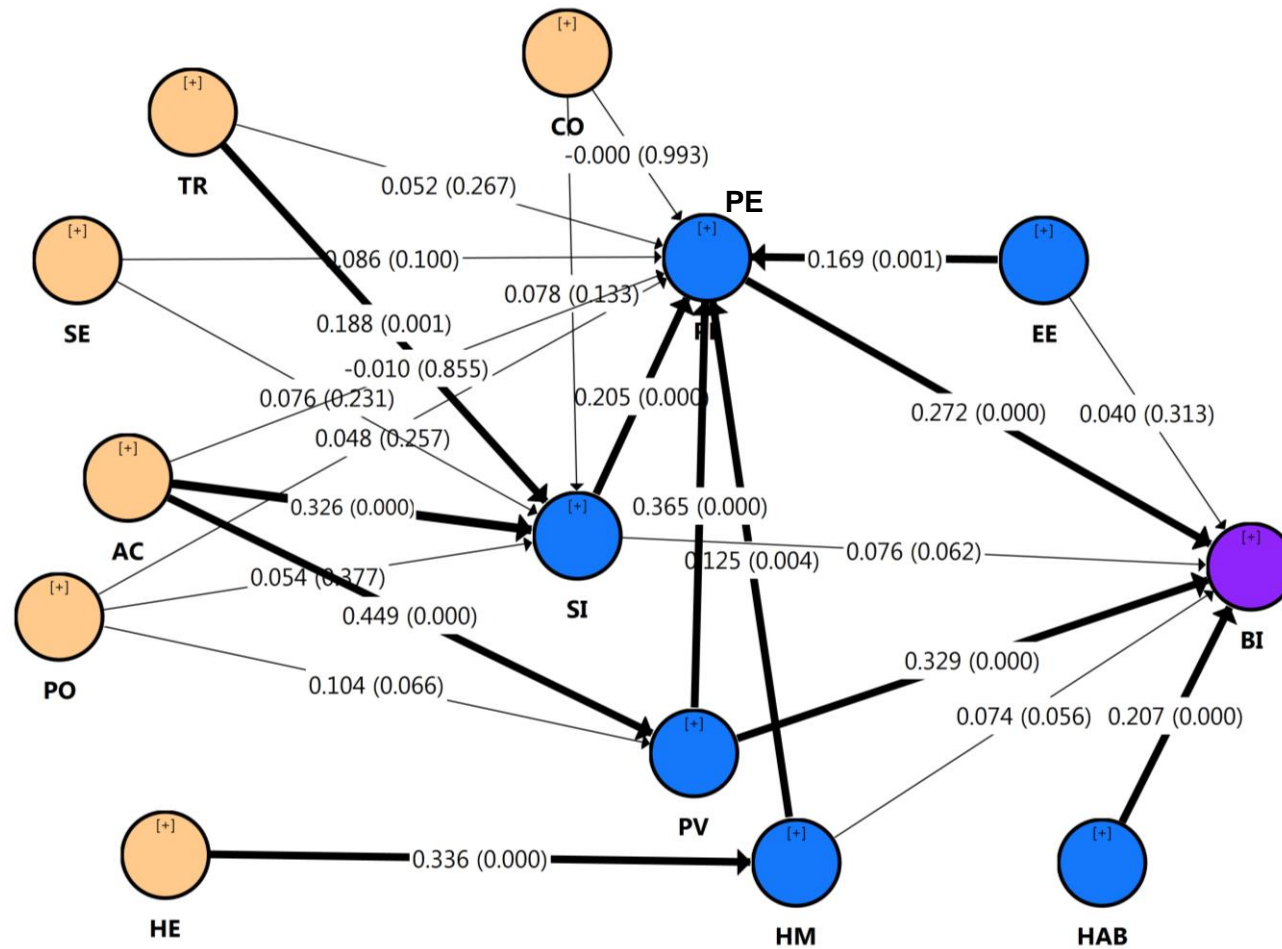 [+]
CO
[+]
TR
-0.000 (0.993)
0.052 (0.267)
PE
[+]
[+]
SE
0.086 (0.100)
[+]
0.169 (0.001)
EE
0.078 (0.133)
0.188 (0.001)
-0.010 (0.855)
0.076 (0.231)
0.205 (0.000)
0.272 (0.000)
0.040 (0.313)
0.048 (0.257)
[+]
AC
0.326 (0.000)
[+]
SI
0.365 (0.000)
0.125 (0.004)
0.076 (0.062)
[+]
BI
0.054 (0.377)
[+]
PO
0.449 (0.000)
0.104 (0.066)
0.329 (0.000)
0.074 (0.056)
0.207 (0.000)
[+]
PV
[+]
HE
0.336 (0.000)
[+]
HM
[+]
HAB